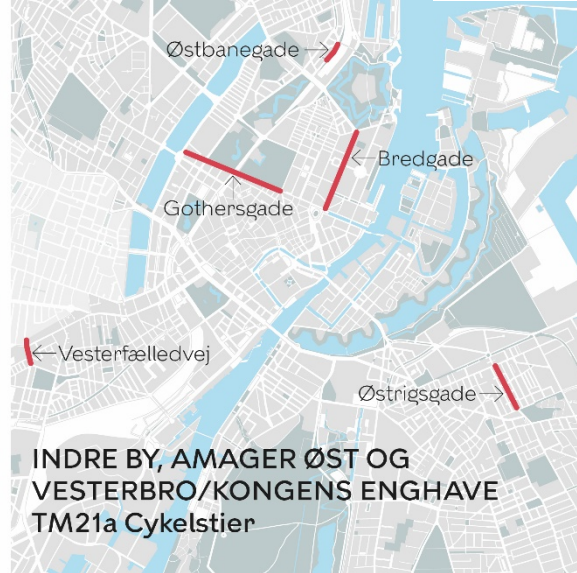 Østbanegade
Bredgade
Gothersgade
Vesterfælledvej
Østrigsgade
INDRE BY, AMAGER ØST OG
VESTERBRO/KONGENS ENGHAVE
TM21a Cykelstier